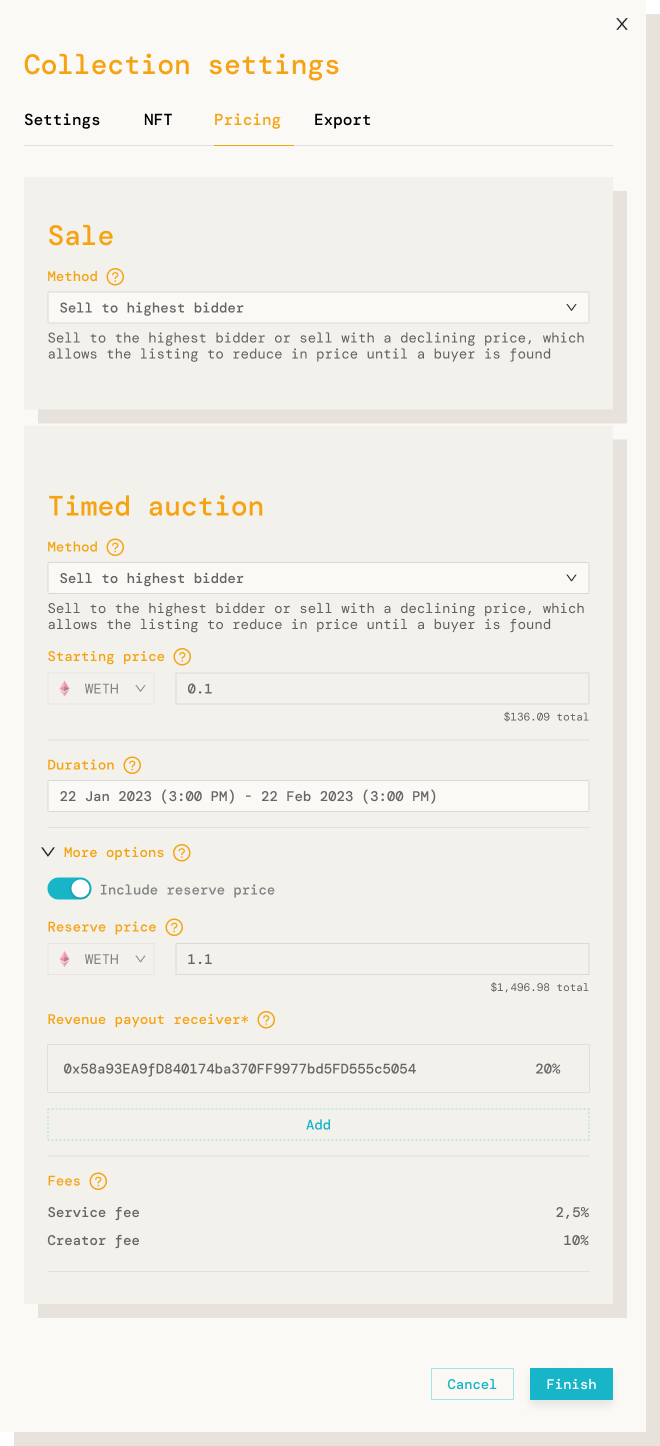 X
Collection settings
Settings NFT Pricing Export
Sale
Method ?
Sell to highest bidder
Sell to the highest bidder or sell with a declining price, which
allows the listing to reduce in price until a buyer is found
Timed auction
Method ?
Sell to highest bidder
Sell to the highest bidder or sell with a declining price, which
allows the listing to reduce in price until a buyer is found
Starting price ?
WETH 0.1
$136.09 total
Duration ?
22 Jan 2023 (3:00 PM) - 22 Feb 2023 (3:00 PM)
More options ?
Include reserve price
Reserve price ?
WETH 1.1
$1,496.98 total
Revenue payout receiver* ?
0x58a93EA9fD840174ba370FF9977bd5FD555c5054 20%
Add
Fees ?
Service fee 2,5%
Creator fee 10%
Cancel Finish